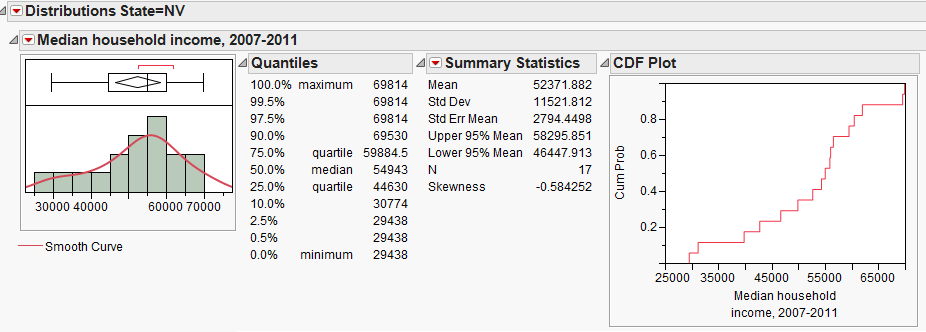 Distributions State=NV
Median household income, 2007-2011
30000 40000 60000 70000
Smooth Curve
Quantiles
100.0% maximum 69814
99.5% 69814
97.5% 69814
90.0% 69530
75.0% quartile 59884.5
50.0% median 54943
25.0% quartile 44630
10.0% 30774
2.5% 29438
0.5% 29438
0.0% minimum 29438
Summary Statistics
Mean 52371.882
Std Dev 11521.812
Std Err Mean 2794.4498
Upper 95% Mean 58295.851
Lower 95% Mean 46447.913
N 17
Skewness -0.584252
CDF Plot
Cum Prob
0.8
0.6
0.4
0.2
25000 35000 45000 55000 65000
Median household
income, 2007-2011